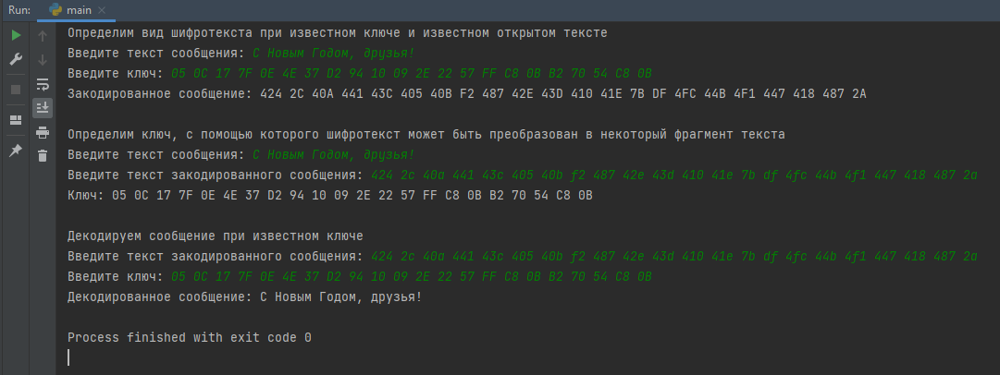 Run: main
Определим вид шифротекста при известном ключе и известном открытом тексте
Введите текст сообщения: С Новым Годом, друзья!
Введите ключ: 05 0C 17 7F 0E 4E 37 D2 94 10 09 2E 22 57 FF C8 0B B2 70 54 C8 0B
Закодированное сообщение: 424 2C 40A 441 43C 405 40B F2 487 42E 43D 410 41E 7B DF 4FC 44B 4F1 447 418 487 2A
Определим ключ, с помощью которого шифротекст может быть преобразован в некоторый фрагмент текста
Введите текст сообщения: С Новым Годом, друзья!
Введите текст закодированного сообщения: 424 2c 40a 441 43c 405 40b f2 487 42e 43d 410 41e 7b df 4fc 44b 4f1 447 418 487 2a
Ключ: 05 0C 17 7F 0E 4E 37 D2 94 10 09 2E 22 57 FF C8 0B B2 70 54 C8 0B
Декодируем сообщение при известном ключе
Введите текст закодированного сообщения: 424 2c 40a 441 43c 405 40b f2 487 42e 43d 410 41e 7b df 4fc 44b 4f1 447 418 487 2a
Введите ключ: 05 0C 17 7F 0E 4E 37 D2 94 10 09 2E 22 57 FF C8 0B B2 70 54 C8 0B
Декодированное сообщение: С Новым Годом, друзья!
Process finished with exit code 0